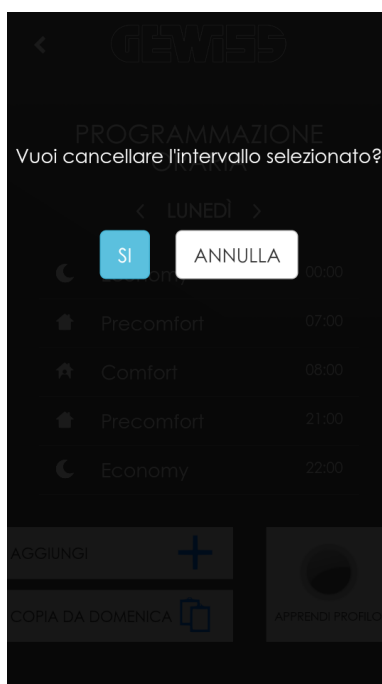 GEWISS
PROGRAMMAZIONE
ORARIA
Vuoi cancellare l'intervallo selezionato?
LUNEDÌ
SI
ANNULLA
Economy 00:00
Precomfort 07:00
Comfort 08:00
Precomfort 21:00
Economy 22:00
AGGIUNGI
COPIA DA DOMENICA
APPRENDI PROFILO